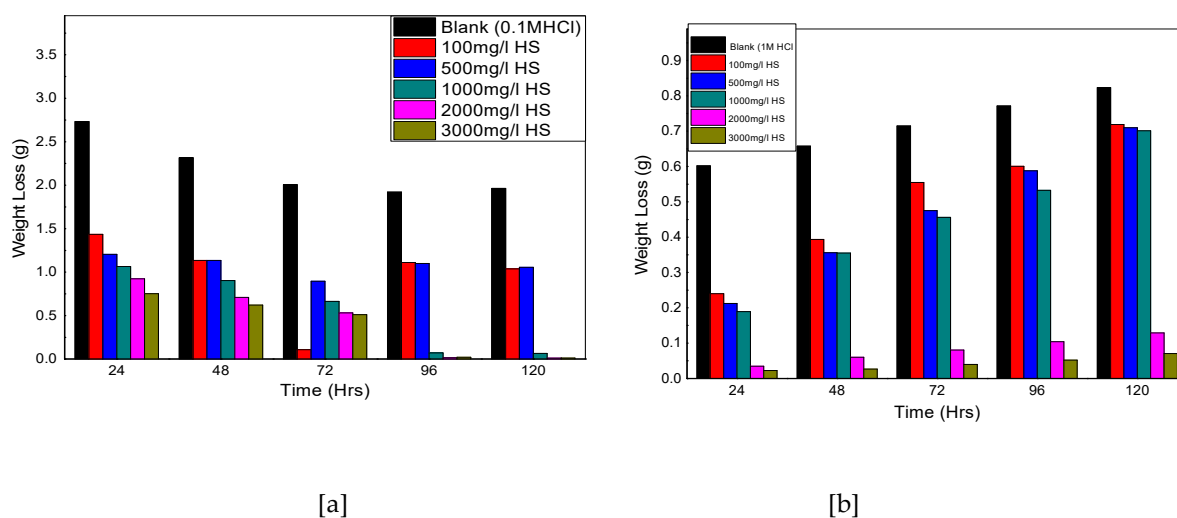 Blank (0.1MHCl)
100mg/l HS
500mg/l HS
1000mg/l HS
2000mg/l HS
3000mg/l HS
3.5
3.0
2.5
2.0
1.5
1.0
0.5
0.0
Weight Loss (g)
24 48 72 96 120
Time (Hrs)
[a]
Blank (1M HCl
100mg/l HS
500mg/l HS
1000mg/l HS
2000mg/l HS
3000mg/l HS
0.9
0.8
0.7
0.6
0.5
0.4
0.3
0.2
0.1
0.0
Weight Loss (g)
24 48 72 96 120
Time (Hrs)
[b]